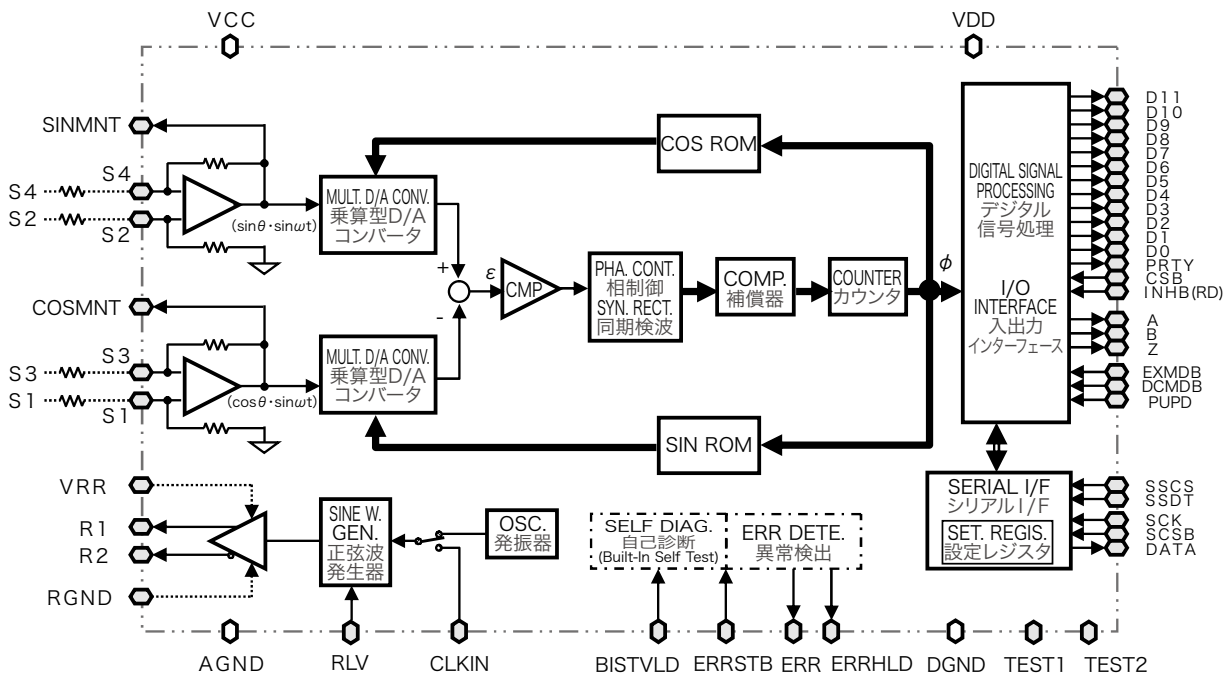 VCC
VDD
SINMNT
S4
S4
S2
S2
(sinθ・sinωt)
MULT. D/A CONV.
乗算型D/A
コンバータ
COS ROM
DIGITAL SIGNAL
PROCESSING
デジタル
信号処理
I/O
INTERFACE
入出力
インターフェース
D11
D10
D9
D8
D7
D6
D5
D4
D3
D2
D1
D0
PRTY
CSB
INHB(RD)
A
B
Z
EXMDB
DCMDB
PUPD
+
-
ε
CMP
PHA. CONT.
相制御
SYN. RECT.
同期検波
COMP.
補償器
COUNTER
カウンタ
φ
COSMNT
S3
S3
S1
S1
(cosθ・sinωt)
MULT. D/A CONV.
乗算型D/A
コンバータ
SIN ROM
VRR
R1
R2
RGND
SINE W.
GEN.
正弦波
発生器
OSC.
発振器
SELF DIAG.
自己診断
(Built-In Self Test)
ERR DETE.
異常検出
SERIAL I/F
シリアルI/F
SET. REGIS.
設定レジスタ
SSCS
SSDT
SCK
SCSB
DATA
AGND
RLV
CLKIN
BISTVLD
ERRSTB
ERR
ERRHLD
DGND
TEST1
TEST2